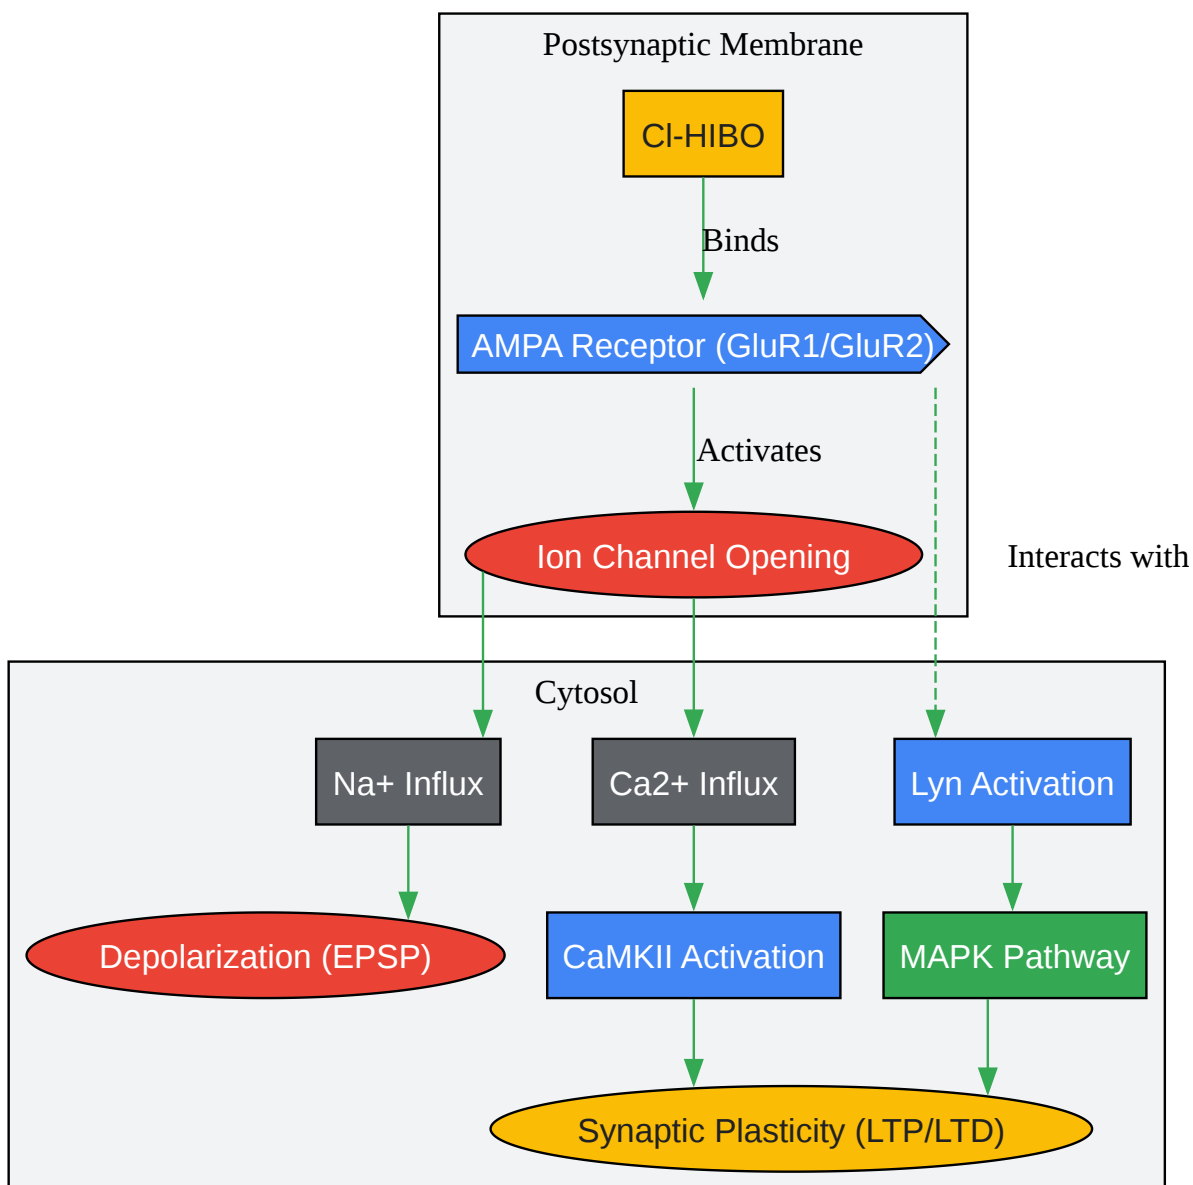 Postsynaptic Membrane
Cl-HIBO
Binds
AMPA Receptor (GluR1/GluR2)
Activates
Ion Channel Opening
Interacts with
Cytosol
Na+ Influx
Ca2+ Influx
Lyn Activation
Depolarization (EPSP)
CaMKII Activation
MAPK Pathway
Synaptic Plasticity (LTP/LTD)